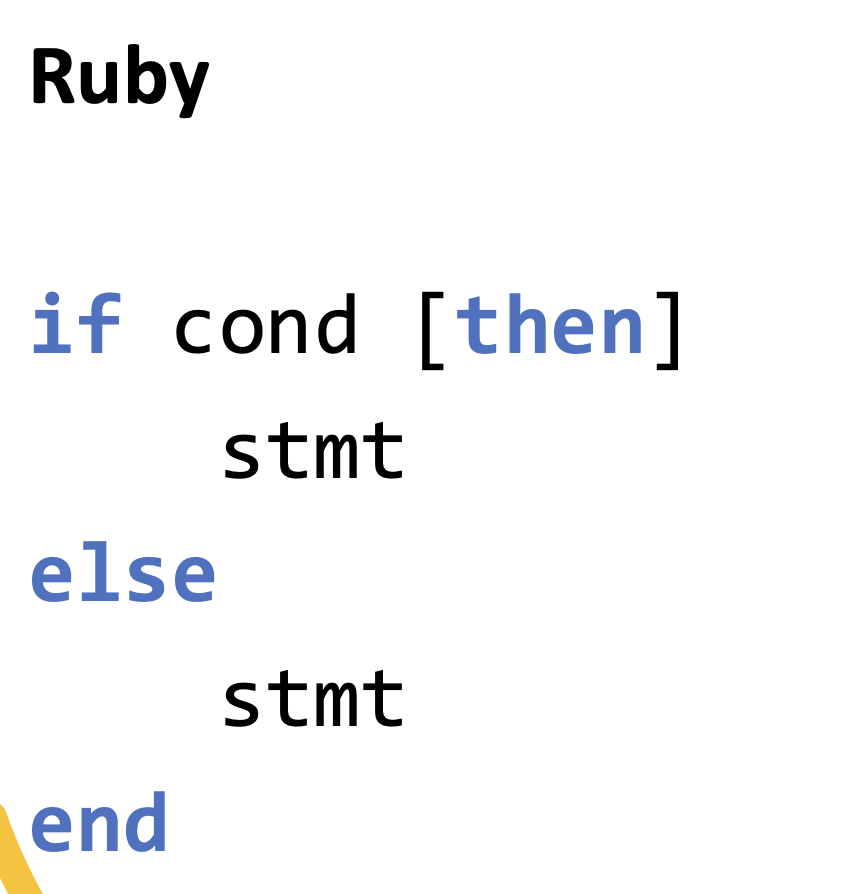 Ruby
if cond [then]
stmt
else
stmt
end